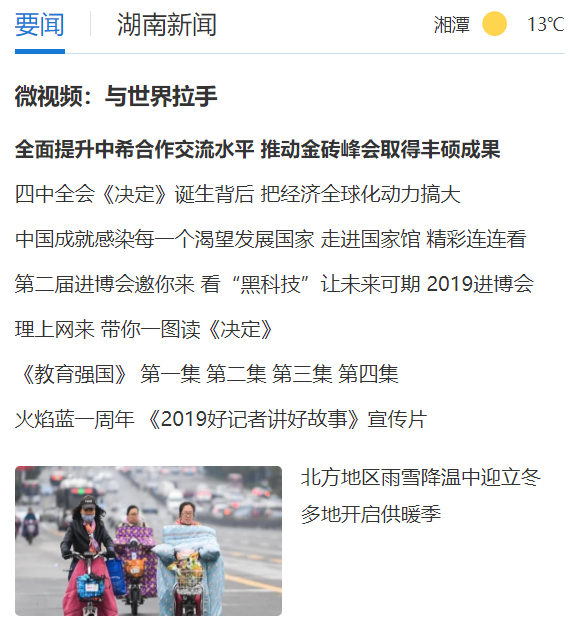 要闻 湖南新闻 湘潭 13℃
微视频：与世界拉手
全面提升中希合作交流水平 推动金砖峰会取得丰硕成果
四中全会《决定》诞生背后 把经济全球化动力搞大
中国成就感染每一个渴望发展国家 走进国家馆 精彩连连看
第二届进博会邀你来 看“黑科技”让未来可期 2019进博会
理上网来 带你一图读《决定》
《教育强国》 第一集 第二集 第三集 第四集
火焰蓝一周年 《2019好记者讲好故事》宣传片
北方地区雨雪降温中迎立冬
多地开启供暖季